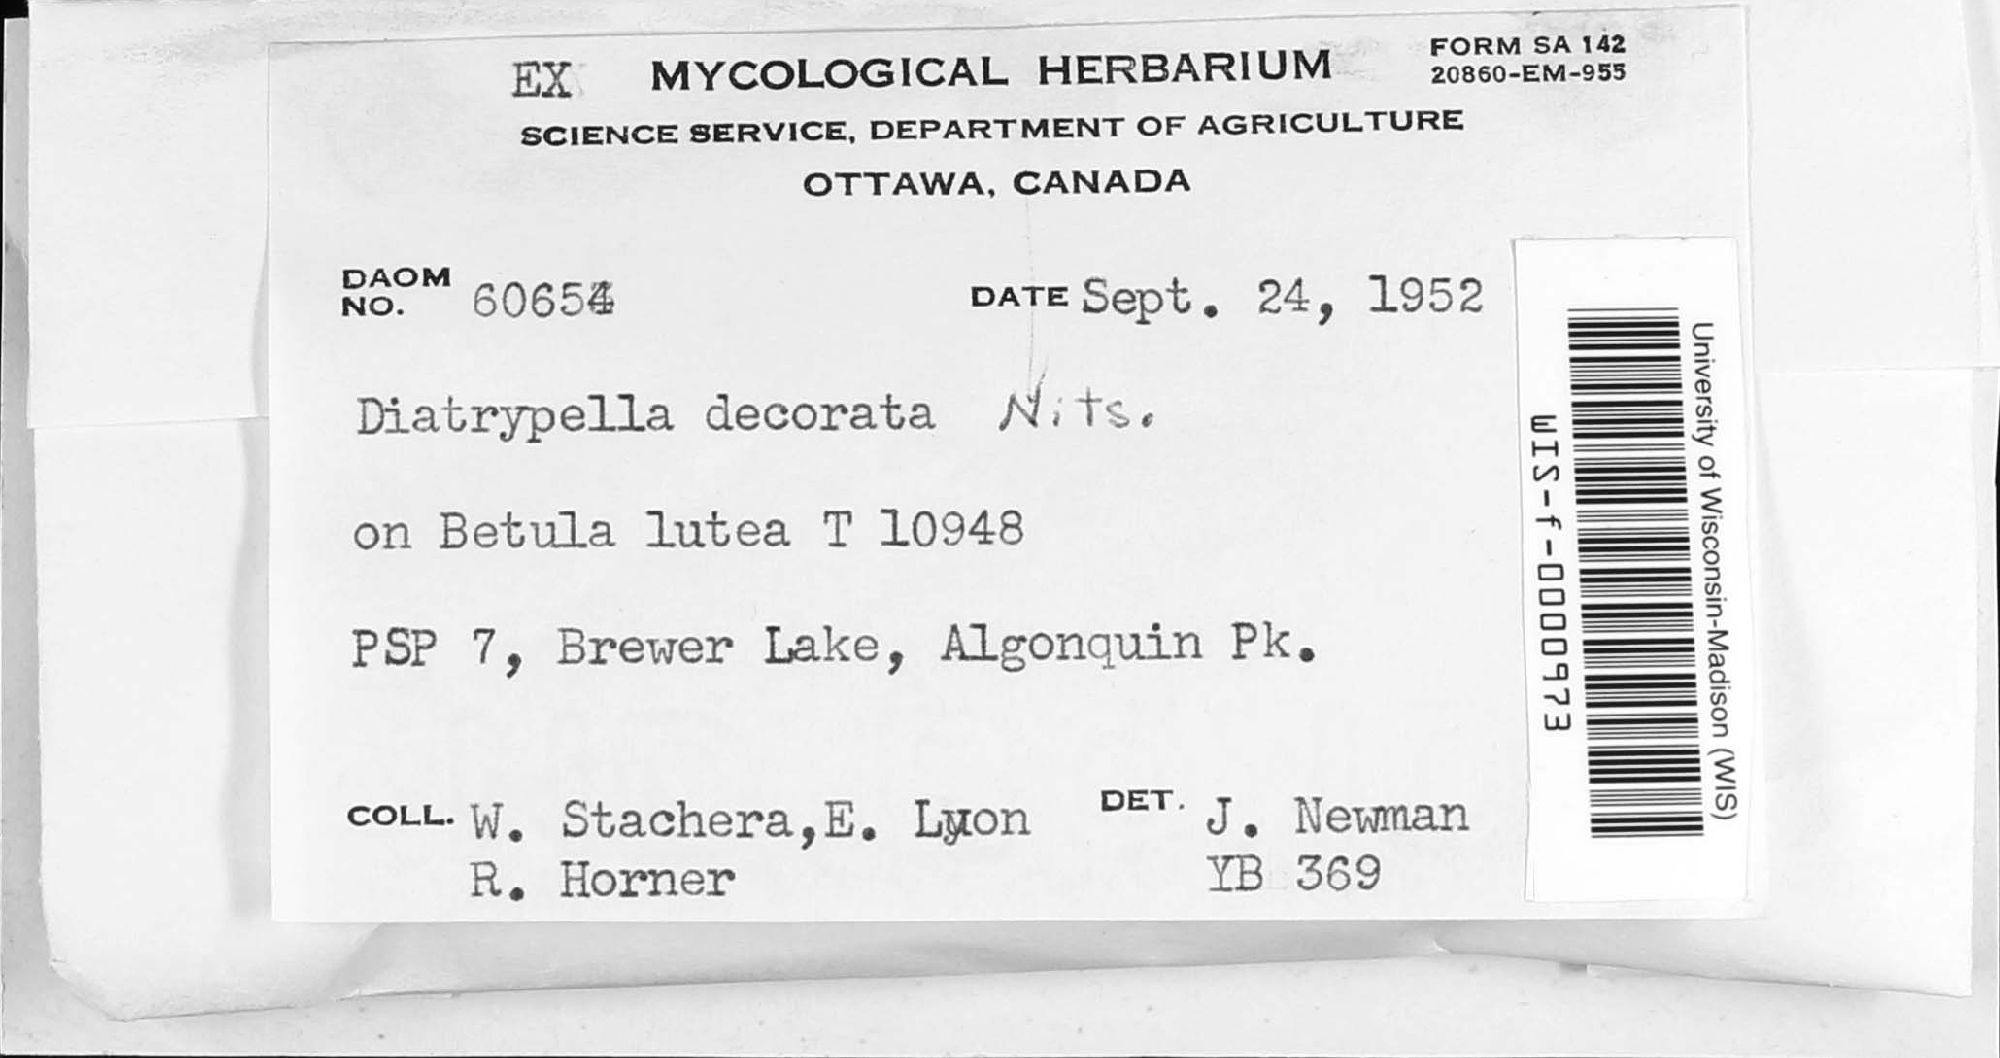 EX MYCOLOGICAL HERBARIUM
FORM SA 142
20860-EM-955
SCIENCE SERVICE, DEPARTMENT OF AGRICULTURE
OTTAWA, CANADA
DAOM NO. 60654
DATE Sept. 24, 1952
Diatrypella decorata Nits.
on Betula lutea T 10948
PSP 7, Brewer Lake, Algonquin Pk.
COLL. W. Stachera,E. Lyon
R. Horner
DET. J. Newman
YB 369
WIS-f-0000973
University of Wisconsin-Madison (WIS)